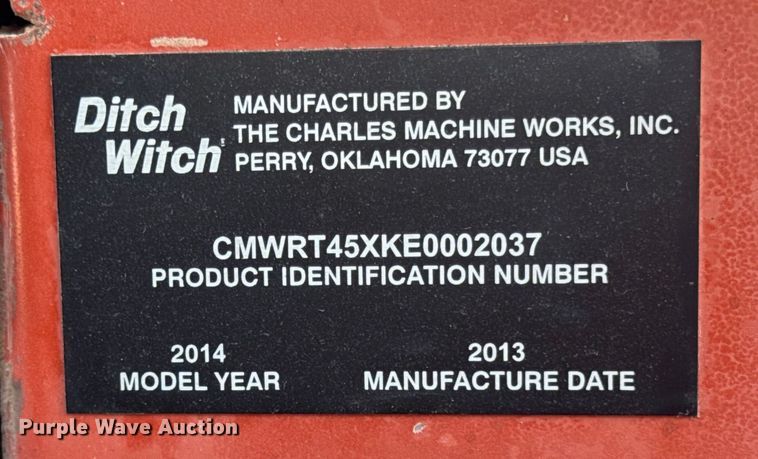 Ditch
Witch
MANUFACTURED BY
THE CHARLES MACHINE WORKS, INC.
PERRY, OKLAHOMA 73077 USA
CMWRT45XKE0002037
PRODUCT IDENTIFICATION NUMBER
2014
MODEL YEAR
2013
MANUFACTURE DATE
Purple Wave Auction